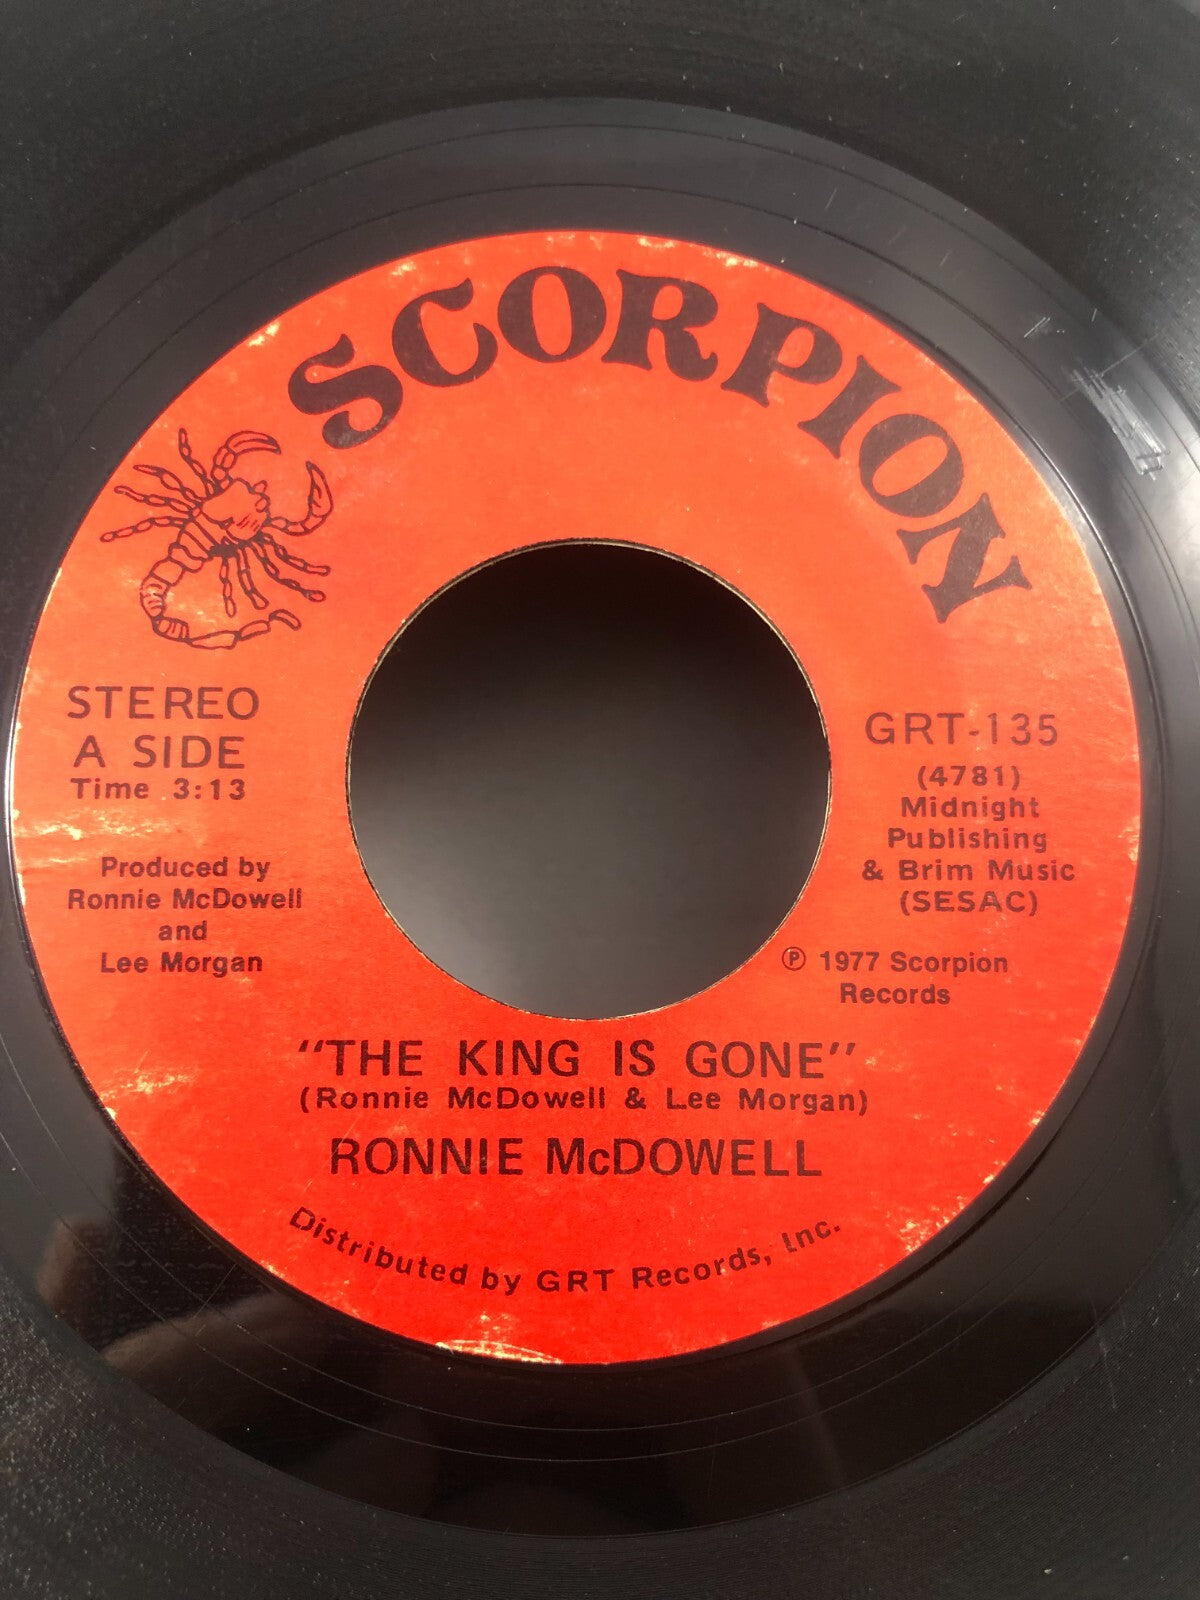 SCORPION
STEREO
A SIDE
Time 3:13
Produced by
Ronnie McDowell
and
Lee Morgan
GRT-135
(4781)
Midnight
Publishing
& Brim Music
(SESAC)
℗ 1977 Scorpion
Records
"THE KING IS GONE"
(Ronnie McDowell & Lee Morgan)
RONNIE McDOWELL
Distributed by GRT Records, Inc.